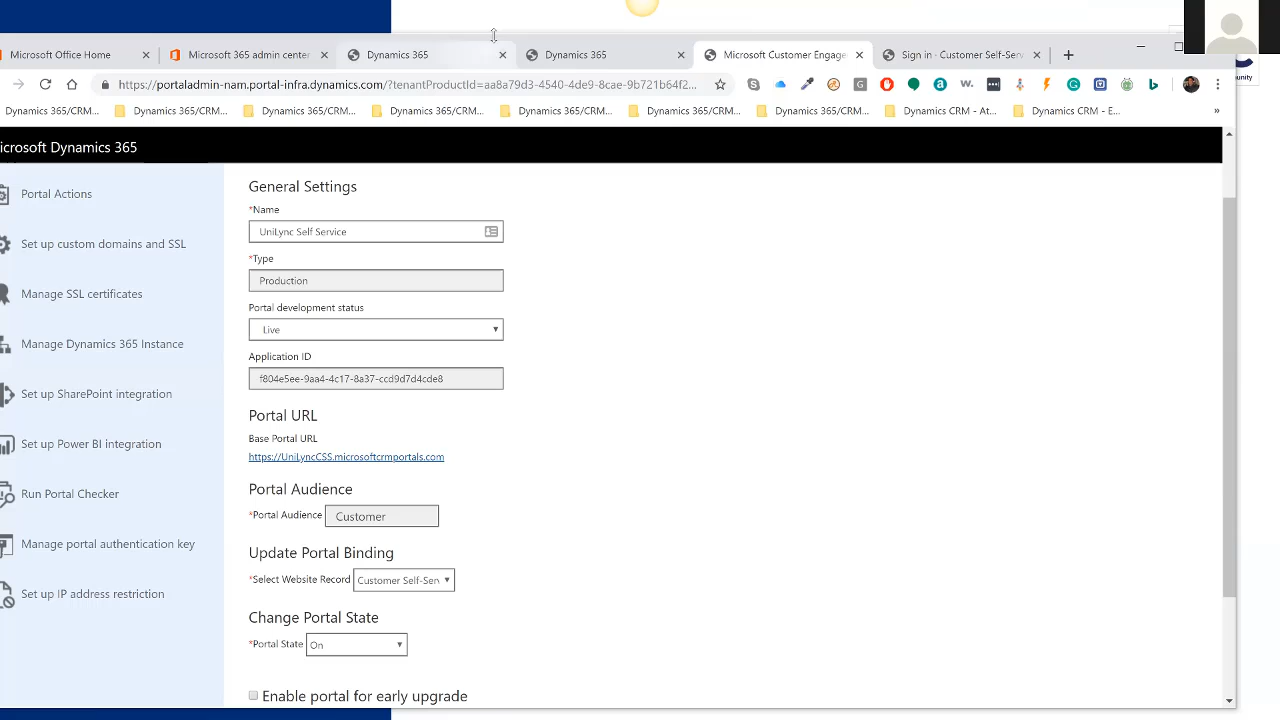 Microsoft Office Home
Microsoft 365 admin center
Dynamics 365
Dynamics 365
Microsoft Customer Engage
Sign in · Customer Self-Serv
https://portaladmin-nam.portal-infra.dynamics.com/?tenantProductId=aa8a79d3-4540-4de9-8cae-9b721b64f2...
Dynamics 365/CRM...
Dynamics 365/CRM...
Dynamics 365/CRM...
Dynamics 365/CRM...
Dynamics 365/CRM...
Dynamics 365/CRM...
Dynamics 365/CRM...
Dynamics CRM - At...
Dynamics CRM - E...
»
munity
icrosoft Dynamics 365
Portal Actions
Set up custom domains and SSL
Manage SSL certificates
Manage Dynamics 365 Instance
Set up SharePoint integration
Set up Power BI integration
Run Portal Checker
Manage portal authentication key
Set up IP address restriction
General Settings
*Name
UniLync Self Service
*Type
Production
Portal development status
Live
Application ID
f804e5ee-9aa4-4c17-8a37-ccd9d7d4cde8
Portal URL
Base Portal URL
https://UniLyncCSS.microsoftcrmportals.com
Portal Audience
*Portal Audience Customer
Update Portal Binding
*Select Website Record Customer Self-Serv
Change Portal State
*Portal State On
Enable portal for early upgrade